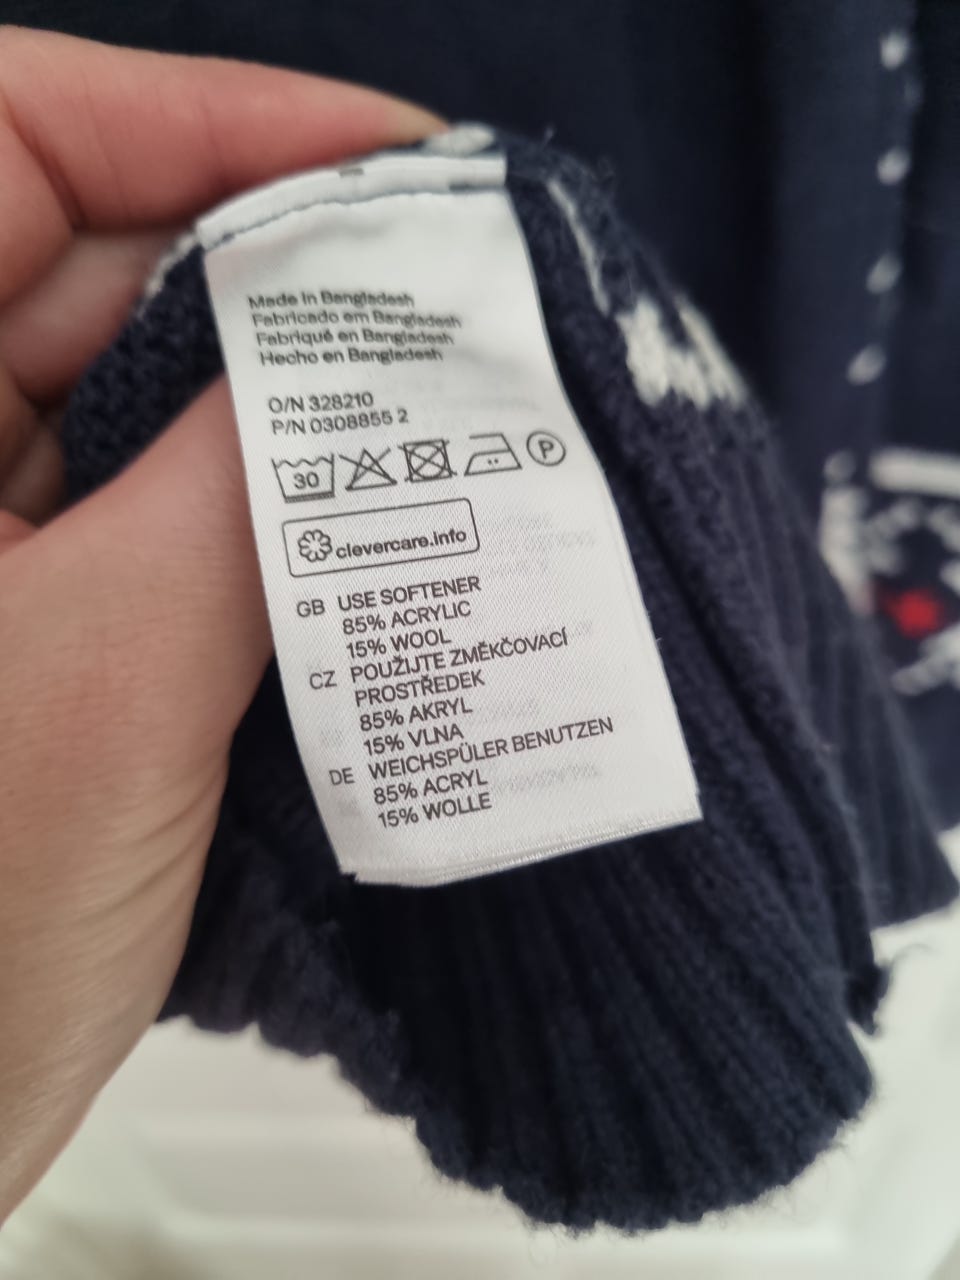 Made in Bangladesh
Fabricado em Bangladesh
Fabriqué en Bangladesh
Hecho en Bangladesh
O/N 328210
P/N 0308855 2
30 P
clevercare.info
GB USE SOFTENER
85% ACRYLIC
15% WOOL
CZ POUŽIJTE ZMĚKČOVACÍ
PROSTŘEDEK
85% AKRYL
15% VLNA
DE WEICHSPÜLER BENUTZEN
85% ACRYL
15% WOLLE